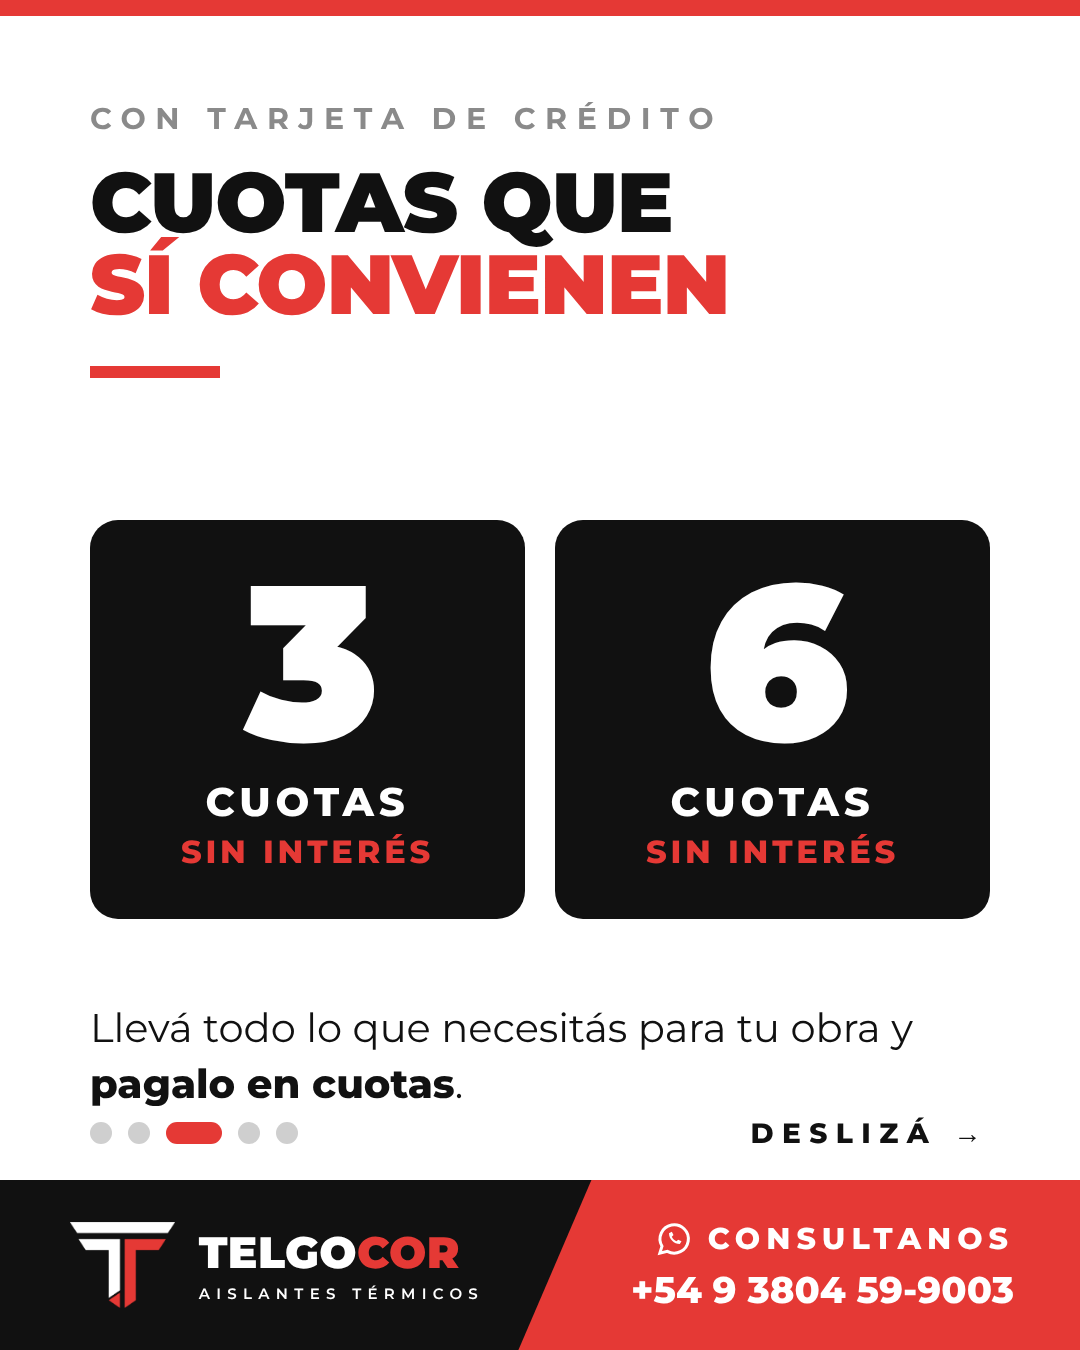 CON TARJETA DE CRÉDITO
CUOTAS QUE
SÍ CONVIENEN
3
CUOTAS
SIN INTERÉS
6
CUOTAS
SIN INTERÉS
Llevá todo lo que necesitás para tu obra y
pagalo en cuotas.
DESLIZÁ →
TELGOCOR
AISLANTES TÉRMICOS
CONSULTANOS
+54 9 3804 59-9003